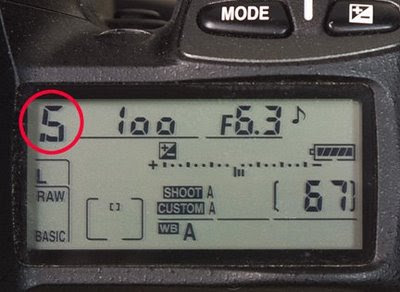 MODE
S 100 F6.3
L
RAW
BASIC
SHOOT A
CUSTOM A
WB A
[ 67 ]